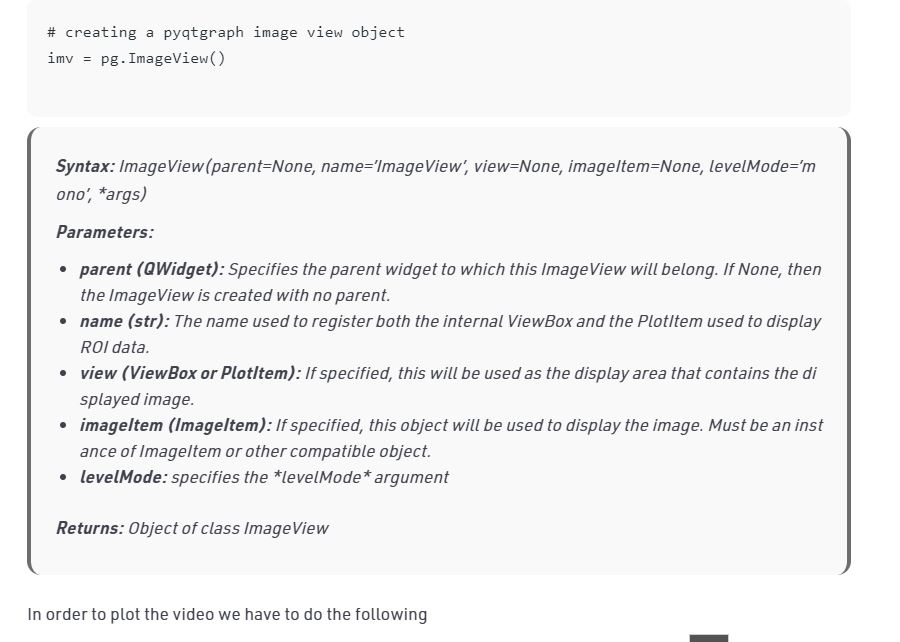 # creating a pyqtgraph image view object
imv = pg.ImageView()
Syntax: ImageView(parent=None, name=’ImageView’, view=None, imageItem=None, levelMode=’m
ono’, *args)
Parameters:
• parent (QWidget): Specifies the parent widget to which this ImageView will belong. If None, then
the ImageView is created with no parent.
• name (str): The name used to register both the internal ViewBox and the PlotItem used to display
ROI data.
• view (ViewBox or PlotItem): If specified, this will be used as the display area that contains the di
splayed image.
• imageItem (ImageItem): If specified, this object will be used to display the image. Must be an inst
ance of ImageItem or other compatible object.
• levelMode: specifies the *levelMode* argument
Returns: Object of class ImageView
In order to plot the video we have to do the following